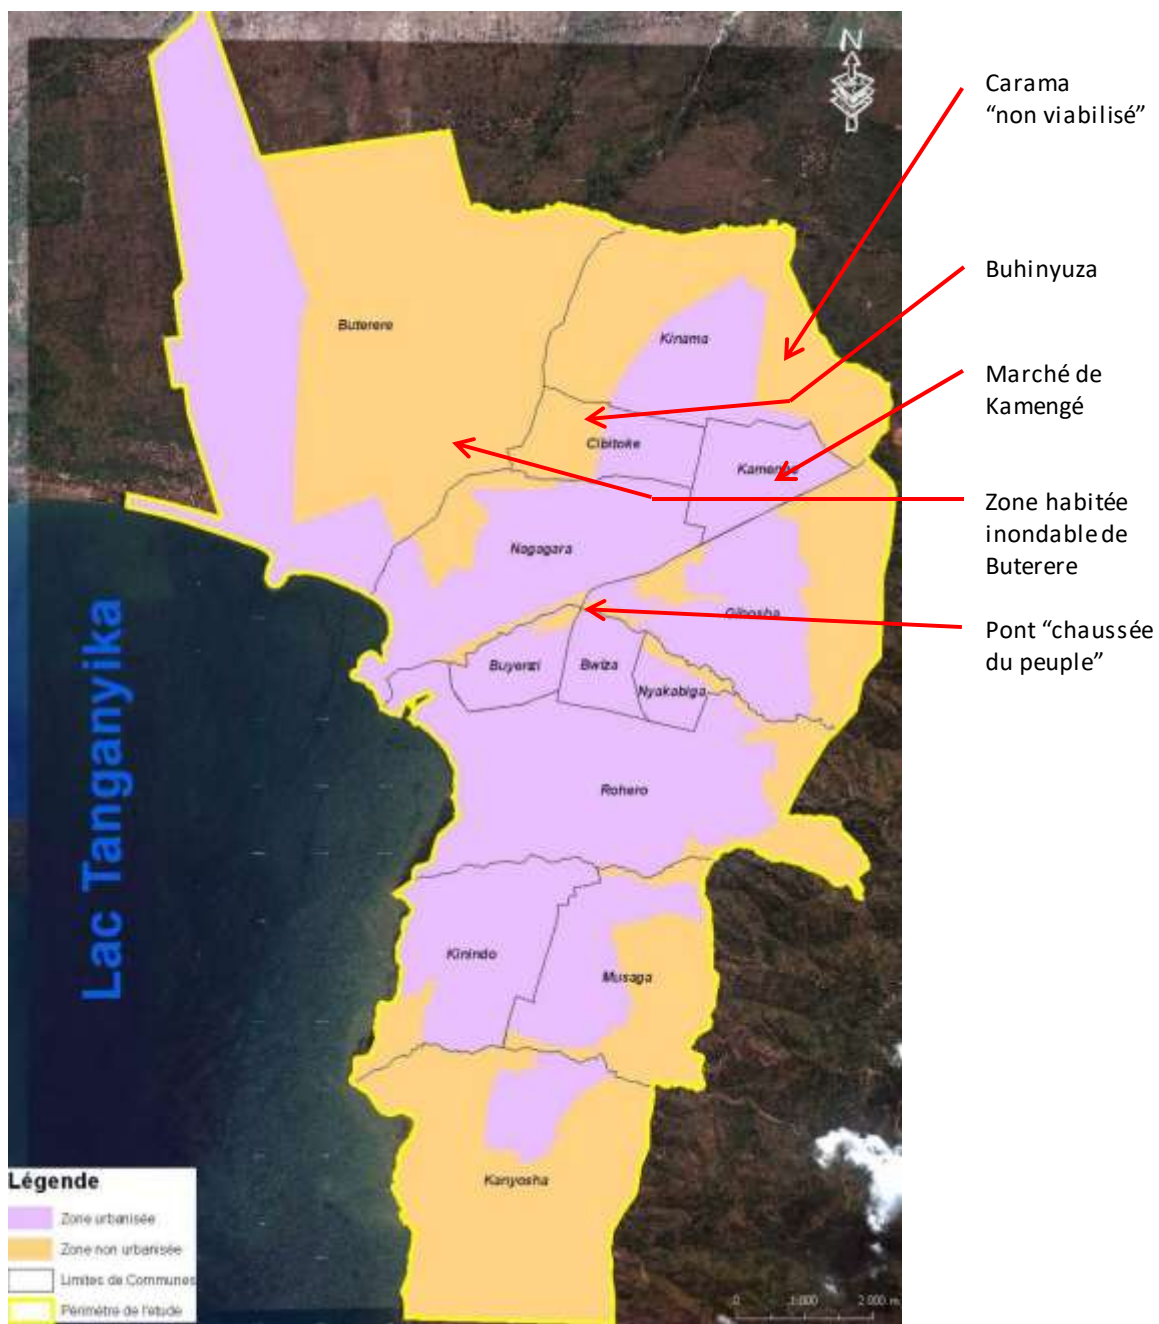 N
Carama
“non viabilisé”
Buhinyuza
Marché de
Kamengé
Zone habitée
inondable de
Buterere
Pont “chaussée
du peuple”
Buterere
Kinama
Cibitoke
Kamenge
Nagagara
Gihosha
Buyenzi
Bwiza
Nyakabiga
Rohero
Lac Tanganyika
Kinindo
Musaga
Kanyosha
Légende
Zone urbanisée
Zone non urbanisée
Limites de Communes
Périmètre de l'étude
0 1 000 2 000 m